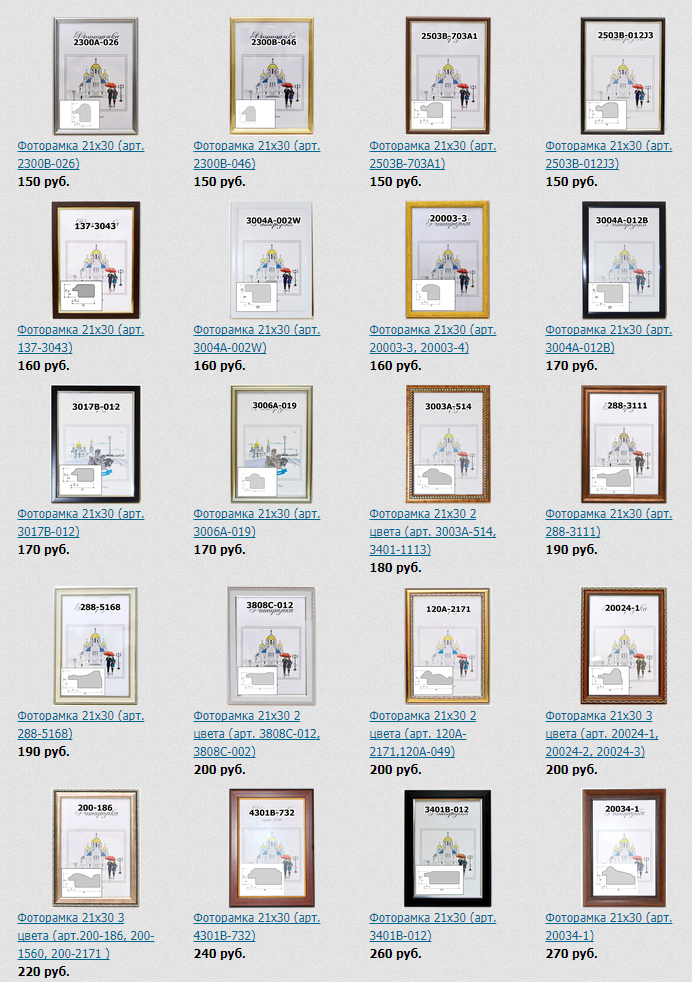 2300A-026
2300B-046
2503B-703A1
2503B-012J3
Фоторамка 21x30 (арт.
2300B-026)
150 руб.
Фоторамка 21x30 (арт.
2300B-046)
150 руб.
Фоторамка 21x30 (арт.
2503B-703A1)
150 руб.
Фоторамка 21x30 (арт.
2503B-012J3)
150 руб.
137-3043
3004A-002W
20003-3
3004A-012B
Фоторамка 21x30 (арт.
137-3043)
160 руб.
Фоторамка 21x30 (арт.
3004A-002W)
160 руб.
Фоторамка 21x30 (арт.
20003-3, 20003-4)
160 руб.
Фоторамка 21x30 (арт.
3004A-012B)
170 руб.
3017B-012
3006A-019
3003A-514
288-3111
Фоторамка 21x30 (арт.
3017B-012)
170 руб.
Фоторамка 21x30 (арт.
3006A-019)
170 руб.
Фоторамка 21x30 2
цвета (арт. 3003A-514,
3401-1113)
180 руб.
Фоторамка 21x30 (арт.
288-3111)
190 руб.
288-5168
3808C-012
120A-2171
20024-1
Фоторамка 21x30 (арт.
288-5168)
190 руб.
Фоторамка 21x30 2
цвета (арт. 3808C-012,
3808C-002)
200 руб.
Фоторамка 21x30 2
цвета (арт. 120A-
2171,120A-049)
200 руб.
Фоторамка 21x30 3
цвета (арт. 20024-1,
20024-2, 20024-3)
200 руб.
200-186
4301B-732
3401B-012
20034-1
Фоторамка 21x30 3
цвета (арт.200-186, 200-
1560, 200-2171 )
220 руб.
Фоторамка 21x30 (арт.
4301B-732)
240 руб.
Фоторамка 21x30 (арт.
3401B-012)
260 руб.
Фоторамка 21x30 (арт.
20034-1)
270 руб.